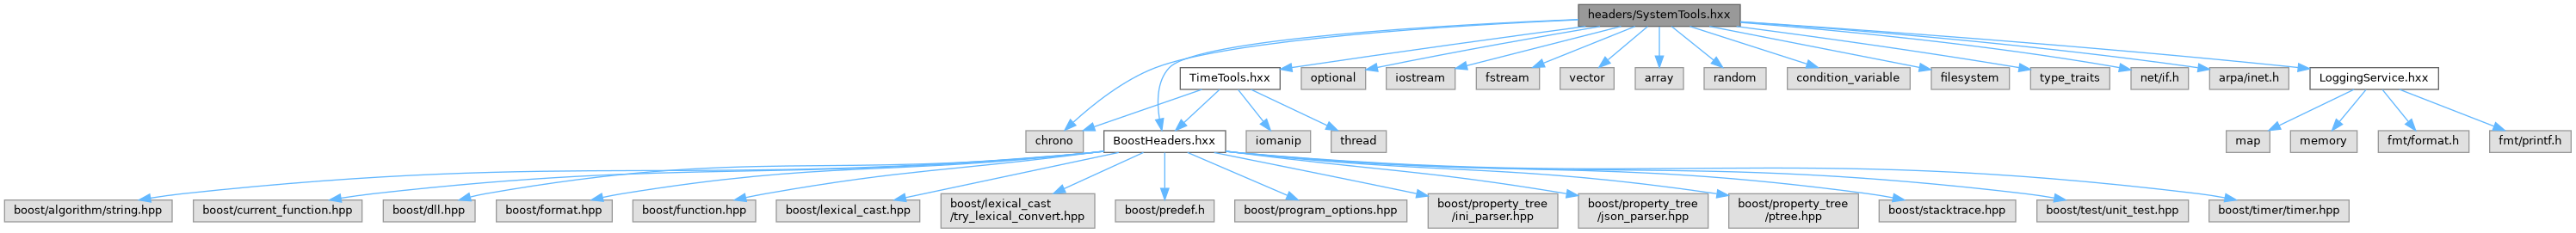 headers/SystemTools.hxx
TimeTools.hxx
optional
iostream
fstream
vector
array
random
condition_variable
filesystem
type_traits
net/if.h
arpa/inet.h
LoggingService.hxx
chrono
BoostHeaders.hxx
iomanip
thread
map
memory
fmt/format.h
fmt/printf.h
boost/algorithm/string.hpp
boost/current_function.hpp
boost/dll.hpp
boost/format.hpp
boost/function.hpp
boost/lexical_cast.hpp
boost/lexical_cast
/try_lexical_convert.hpp
boost/predef.h
boost/program_options.hpp
boost/property_tree
/ini_parser.hpp
boost/property_tree
/json_parser.hpp
boost/property_tree
/ptree.hpp
boost/stacktrace.hpp
boost/test/unit_test.hpp
boost/timer/timer.hpp